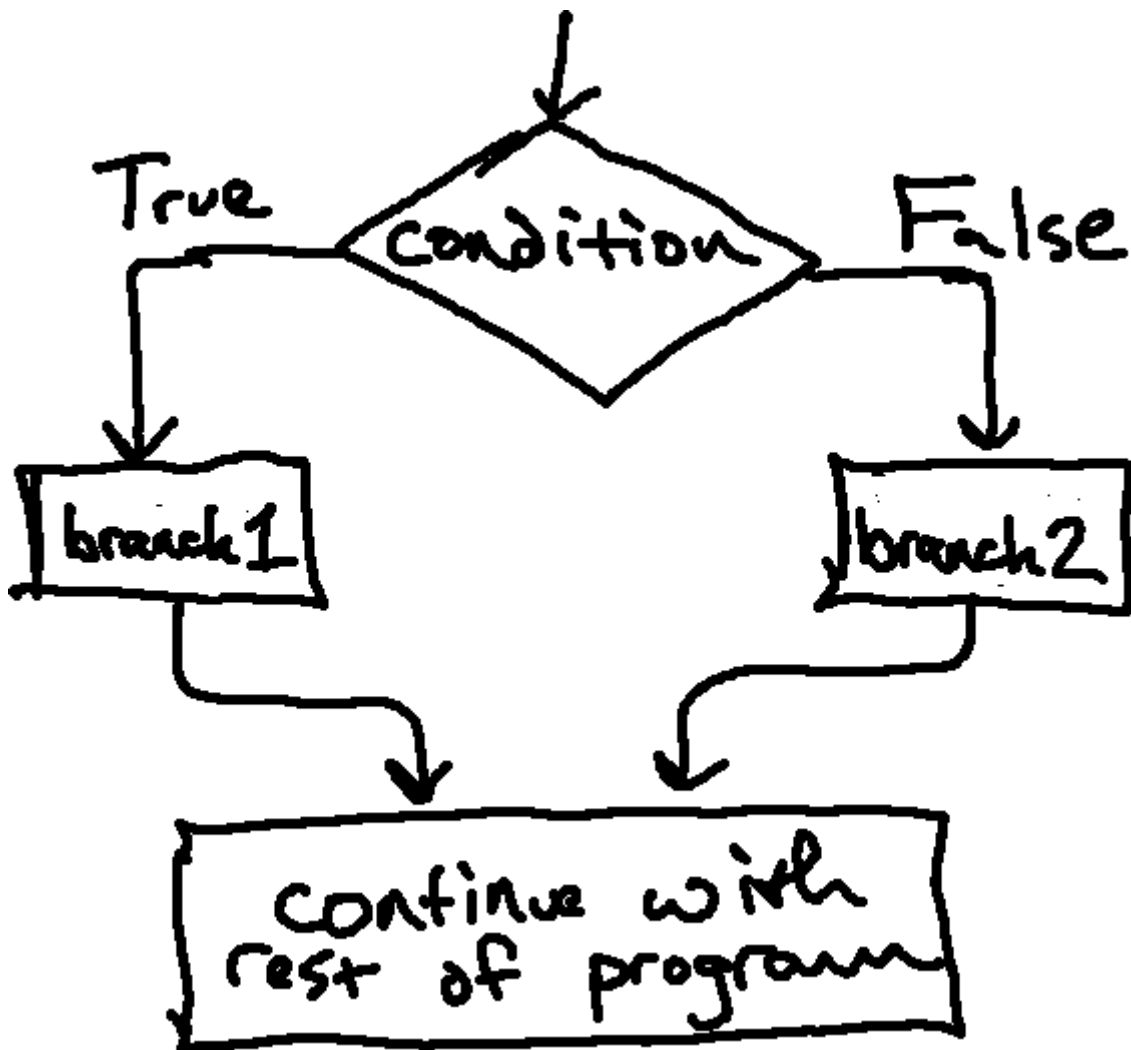 True
condition
False
branch1
branch2
continue with
rest of program